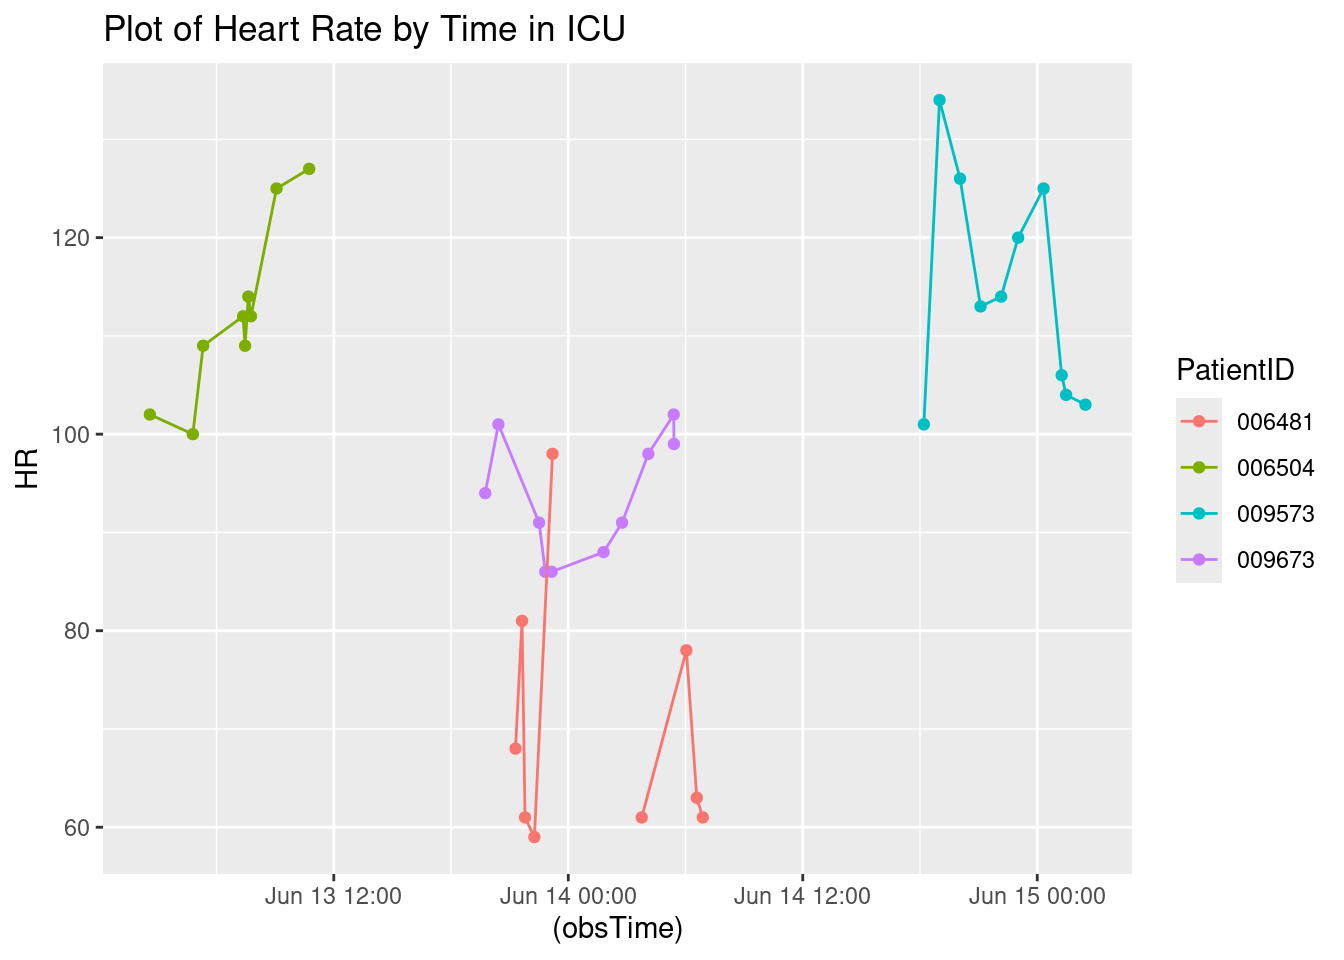 Plot of Heart Rate by Time in ICU
HR
120
100
80
60
Jun 13 12:00
Jun 14 00:00
Jun 14 12:00
Jun 15 00:00
(obsTime)
PatientID
006481
006504
009573
009673